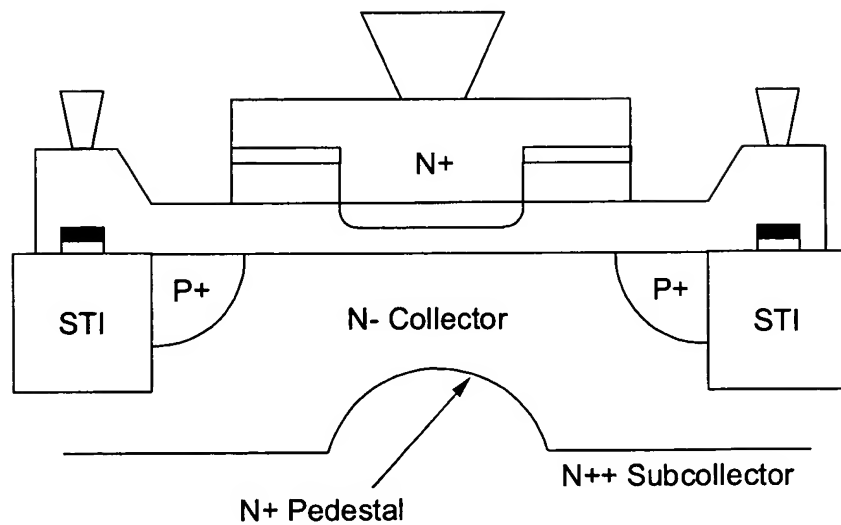 N+
P+
P+
STI
N- Collector
STI
N++ Subcollector
N+ Pedestal